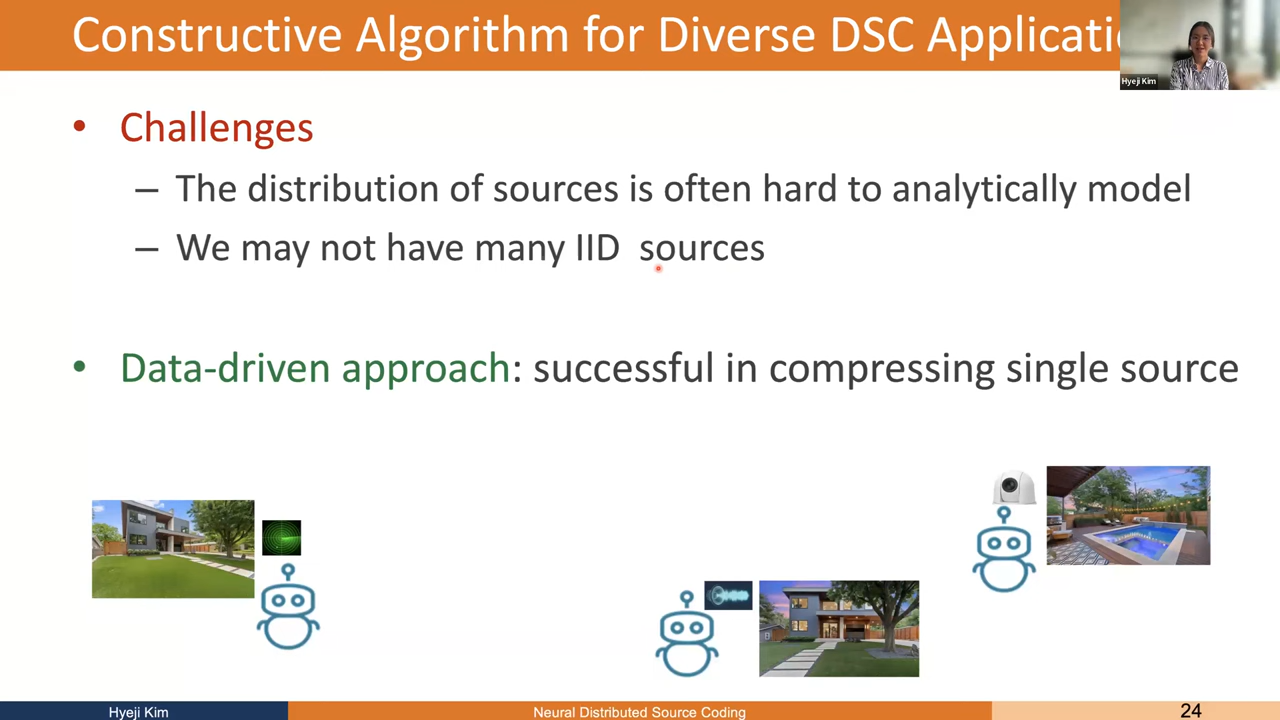 Constructive Algorithm for Diverse DSC Applicati
Hyeji Kim
• Challenges
– The distribution of sources is often hard to analytically model
– We may not have many IID sources
• Data-driven approach: successful in compressing single source
Hyeji Kim
Neural Distributed Source Coding
24